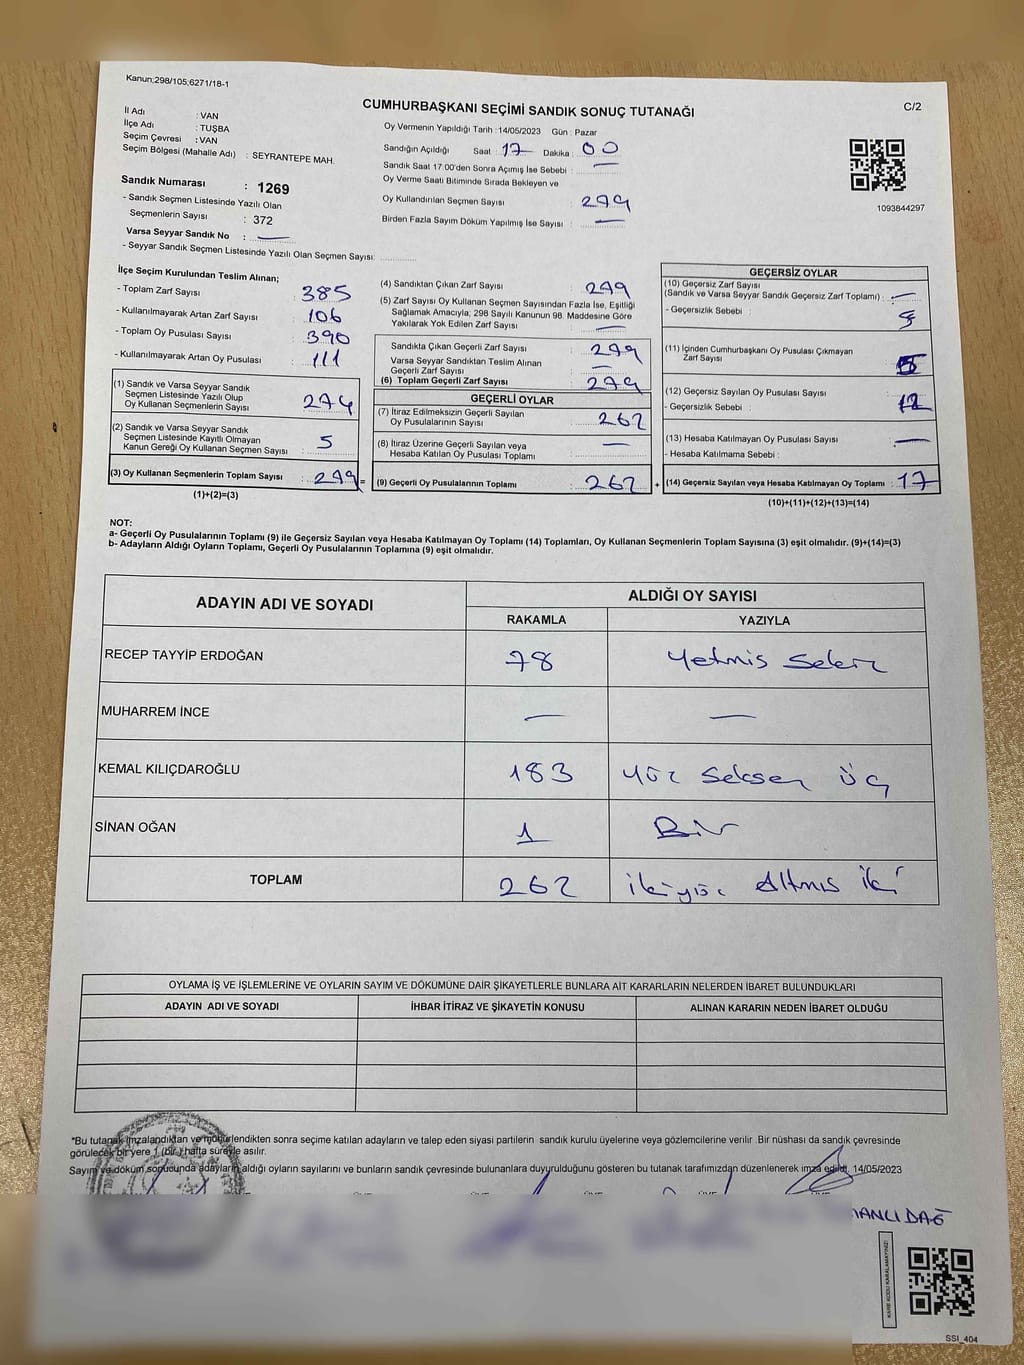 Kanun;298/105;6271/18-1
CUMHURBAŞKANI SEÇİMİ SANDIK SONUÇ TUTANAĞI
C/2
İl Adı : VAN
İlçe Adı : TUŞBA
Seçim Çevresi : VAN
Seçim Bölgesi (Mahalle Adı) : SEYRANTEPE MAH.
Sandık Numarası : 1269
- Sandık Seçmen Listesinde Yazılı Olan
Seçmenlerin Sayısı : 372
Varsa Seyyar Sandık No : —
- Seyyar Sandık Seçmen Listesinde Yazılı Olan Seçmen Sayısı:
Oy Vermenin Yapıldığı Tarih :14/05/2023 Gün : Pazar
Sandığın Açıldığı Saat : 17 Dakika : 00
Sandık Saat 17:00'den Sonra Açımış İse Sebebi : —
Oy Verme Saati Bitiminde Sırada Bekleyen ve
Oy Kullandırılan Seçmen Sayısı : 279
Birden Fazla Sayım Döküm Yapılmış İse Sayısı : —
1093844297
İlçe Seçim Kurulundan Teslim Alınan;
- Toplam Zarf Sayısı : 385
- Kullanılmayarak Artan Zarf Sayısı : 106
- Toplam Oy Pusulası Sayısı : 390
- Kullanılmayarak Artan Oy Pusulası : 111
(1) Sandık ve Varsa Seyyar Sandık
Seçmen Listesinde Yazılı Olup
Oy Kullanan Seçmenlerin Sayısı : 274
(2) Sandık ve Varsa Seyyar Sandık
Seçmen Listesinde Kayıtlı Olmayan
Kanun Gereği Oy Kullanan Seçmen Sayısı : 5
(3) Oy Kullanan Seçmenlerin Toplam Sayısı : 279 =
(1)+(2)=(3)
(4) Sandıktan Çıkan Zarf Sayısı : 279
(5) Zarf Sayısı Oy Kullanan Seçmen Sayısından Fazla İse, Eşitliği
Sağlamak Amacıyla; 298 Sayılı Kanunun 98. Maddesine Göre
Yakılarak Yok Edilen Zarf Sayısı : —
Sandıkta Çıkan Geçerli Zarf Sayısı : 279
Varsa Seyyar Sandıktan Teslim Alınan
Geçerli Zarf Sayısı : —
(6) Toplam Geçerli Zarf Sayısı : 279
GEÇERLİ OYLAR
(7) İtiraz Edilmeksizin Geçerli Sayılan
Oy Pusulalarının Sayısı : 262
(8) İtiraz Üzerine Geçerli Sayılan veya
Hesaba Katılan Oy Pusulası Toplamı : —
(9) Geçerli Oy Pusulalarının Toplamı : 262 +
GEÇERSİZ OYLAR
(10) Geçersiz Zarf Sayısı
(Sandık ve Varsa Seyyar Sandık Geçersiz Zarf Toplamı) : —
- Geçersizlik Sebebi :
(11) İçinden Cumhurbaşkanı Oy Pusulası Çıkmayan
Zarf Sayısı : 5
(12) Geçersiz Sayılan Oy Pusulası Sayısı : 12
- Geçersizlik Sebebi :
(13) Hesaba Katılmayan Oy Pusulası Sayısı : —
- Hesaba Katılmama Sebebi :
(14) Geçersiz Sayılan veya Hesaba Katılmayan Oy Toplamı : 17
(10)+(11)+(12)+(13)=(14)
NOT:
a- Geçerli Oy Pusulalarının Toplamı (9) ile Geçersiz Sayılan veya Hesaba Katılmayan Oy Toplamı (14) Toplamları, Oy Kullanan Seçmenlerin Toplam Sayısına (3) eşit olmalıdır. (9)+(14)=(3)
b- Adayların Aldığı Oyların Toplamı, Geçerli Oy Pusulalarının Toplamına (9) eşit olmalıdır.
ADAYIN ADI VE SOYADI ALDIĞI OY SAYISI
RAKAMLA YAZIYLA
RECEP TAYYİP ERDOĞAN 78 Yetmis Sekiz
MUHARREM İNCE — —
KEMAL KILIÇDAROĞLU 183 Yüz Seksen Üç
SİNAN OĞAN 1 Bir
TOPLAM 262 İkiyüz Altmıs İki
OYLAMA İŞ VE İŞLEMLERİNE VE OYLARIN SAYIM VE DÖKÜMÜNE DAİR ŞİKAYETLERLE BUNLARA AİT KARARLARIN NELERDEN İBARET BULUNDUKLARI
ADAYIN ADI VE SOYADI İHBAR İTİRAZ VE ŞİKAYETİN KONUSU ALINAN KARARIN NEDEN İBARET OLDUĞU
*Bu tutanak imzalandıktan ve mühürlendikten sonra seçime katılan adayların ve talep eden siyasi partilerin sandık kurulu üyelerine veya gözlemcilerine verilir .Bir nüshası da sandık çevresinde
görülecek bir yere 1 (bir) hafta süreyle asılır.
Sayım ve döküm sonucunda adayların aldığı oyların sayılarını ve bunların sandık çevresinde bulunanlara duyurulduğunu gösteren bu tutanak tarafımızdan düzenlenerek imza edildi, 14/05/2023
KARE KODU KARALAMAYINIZ!
SSI_404